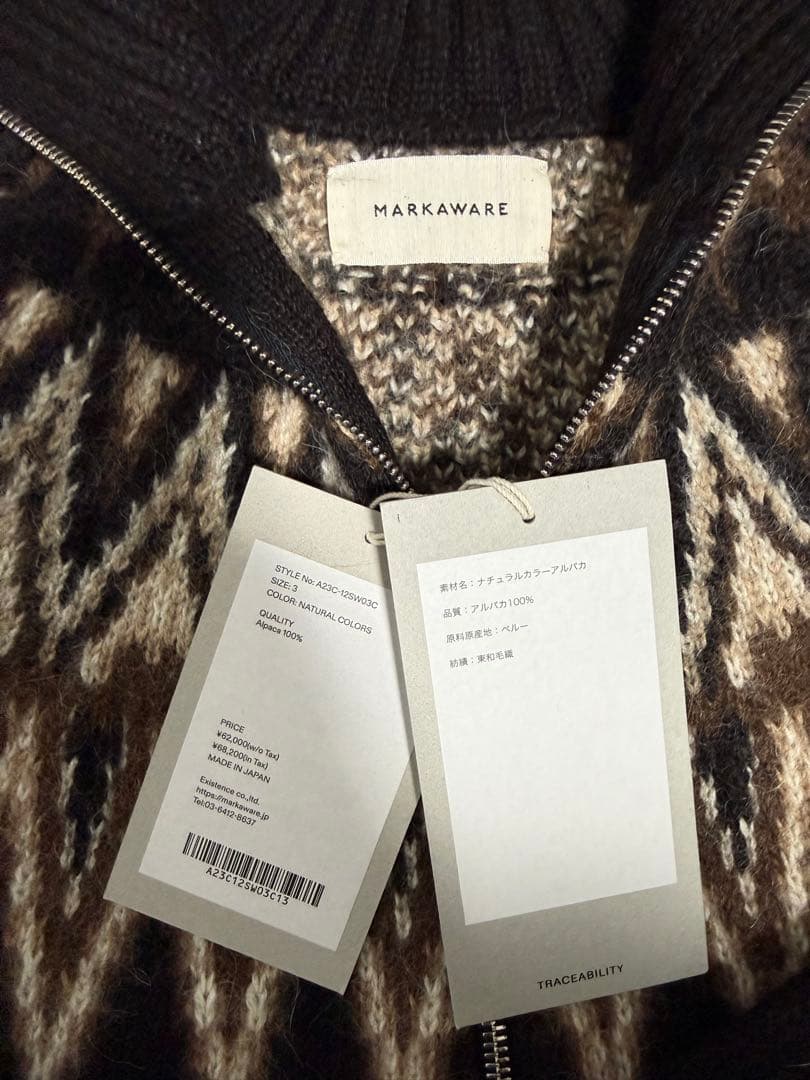 MARKAWARE
STYLE No: A23C-12SW03C
SIZE: 3
COLOR: NATURAL COLORS
QUALITY
Alpaca 100%
PRICE
¥62,000(w/o Tax)
¥68,200(in Tax)
MADE IN JAPAN
Existence co.,ltd.
https://markaware.jp
Tel:03-6412-8637
A23C12SW03C13
素材名：ナチュラルカラーアルパカ
品質：アルパカ100%
原料原産地：ペルー
紡績：東和毛織
TRACEABILITY